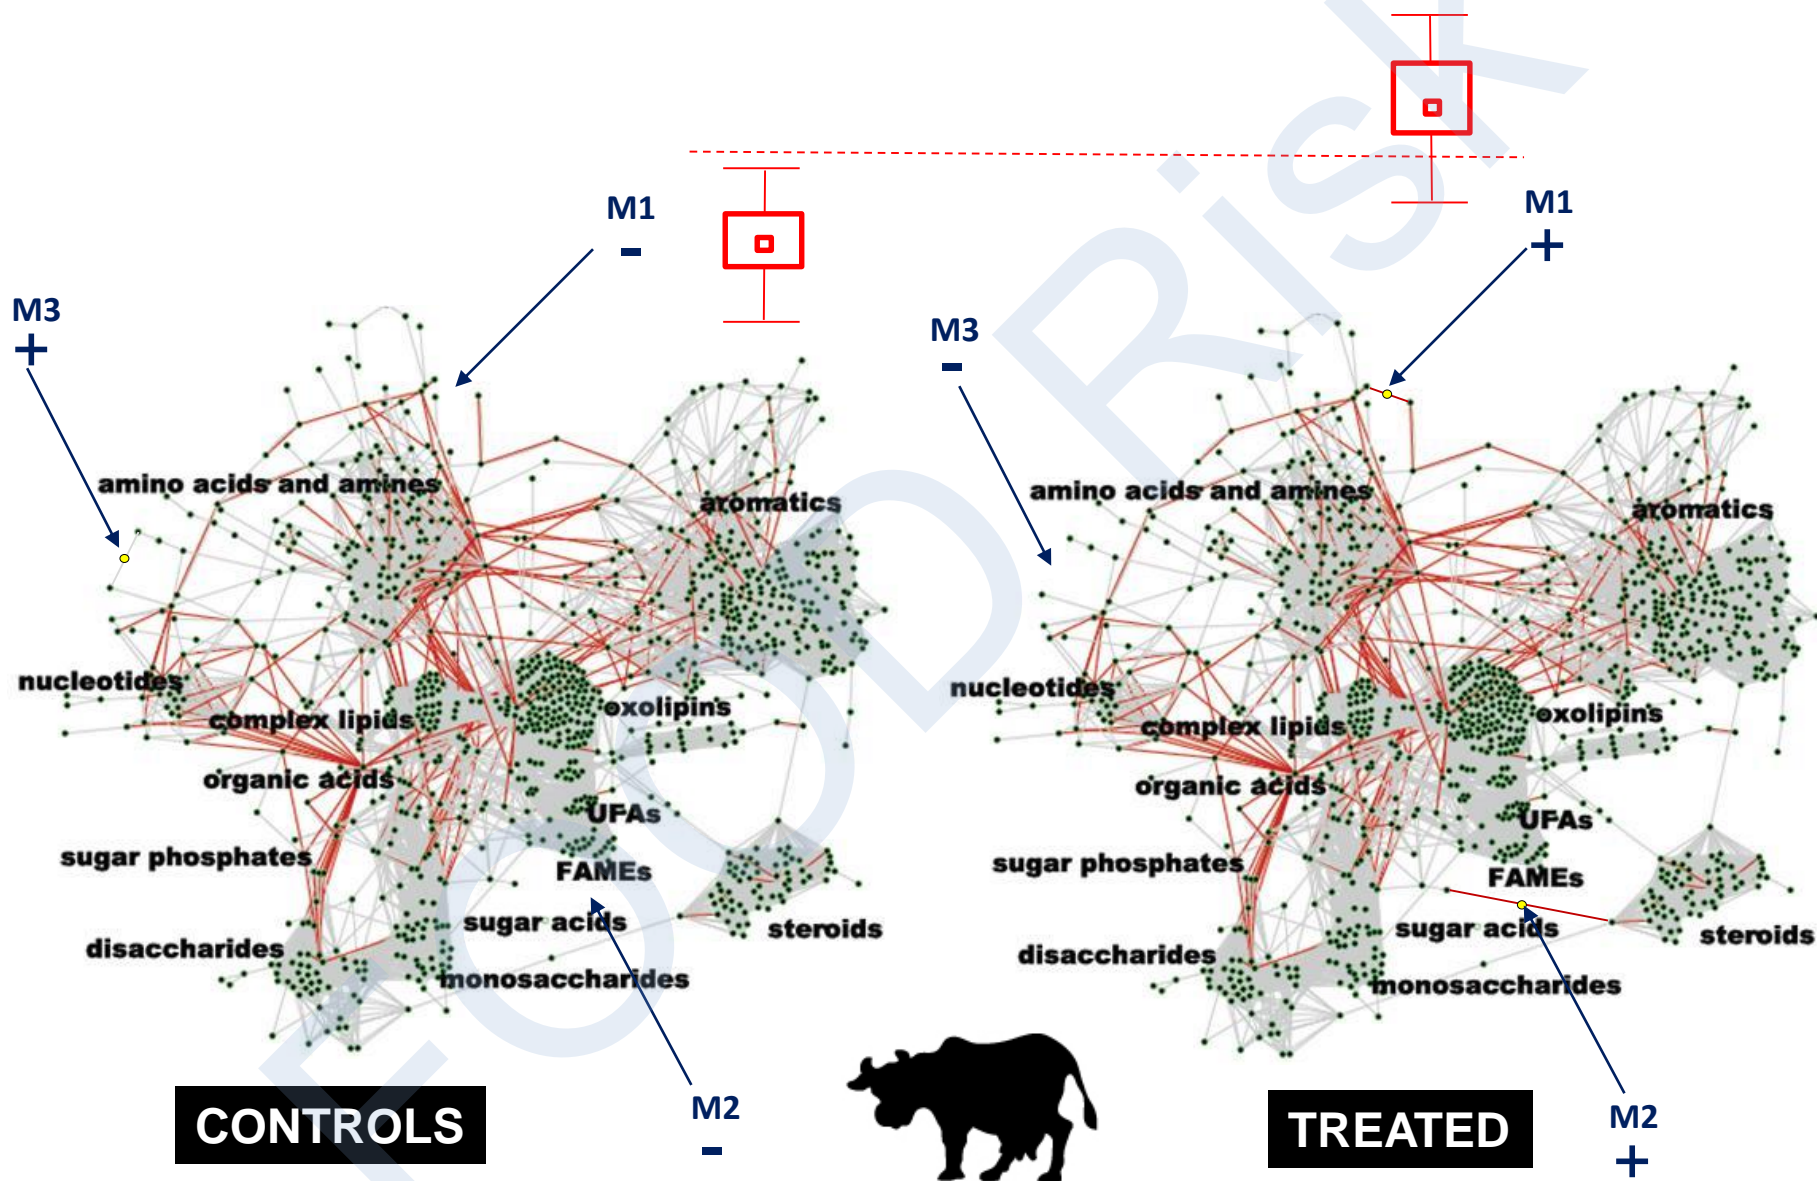 FOOD Risk
M1
-
M3
+
amino acids and amines
aromatics
nucleotides
complex lipids
oxolipins
organic acids
UFAs
sugar phosphates
FAMEs
sugar acids
steroids
disaccharides
monosaccharides
M2
-
CONTROLS
M1
+
M3
-
amino acids and amines
aromatics
nucleotides
complex lipids
oxolipins
organic acids
UFAs
sugar phosphates
FAMEs
sugar acids
steroids
disaccharides
monosaccharides
M2
+
TREATED